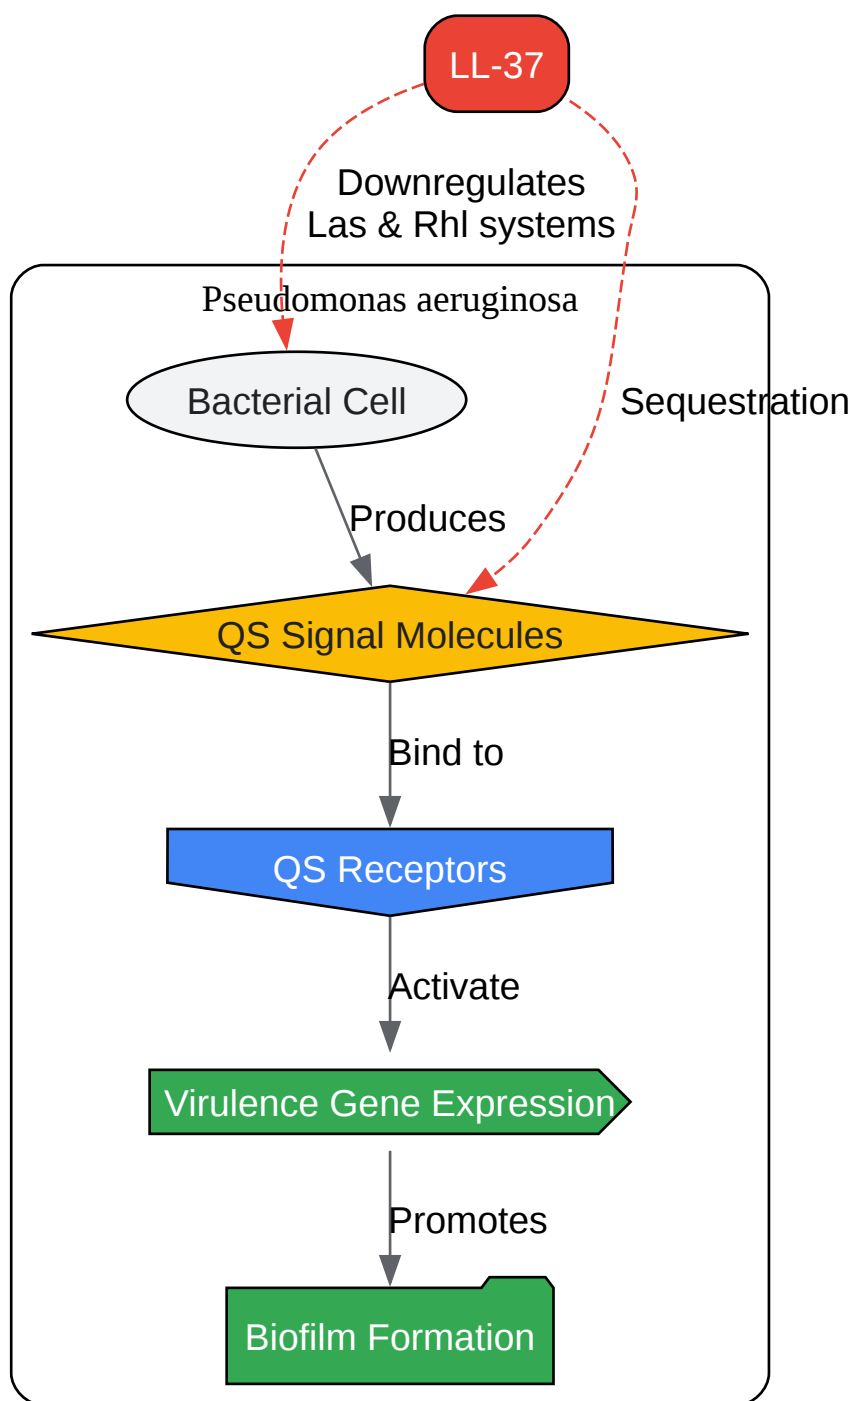 LL-37
Downregulates
Las & Rhl systems
Pseudomonas aeruginosa
Bacterial Cell
Sequestration
Produces
QS Signal Molecules
Bind to
QS Receptors
Activate
Virulence Gene Expression
Promotes
Biofilm Formation